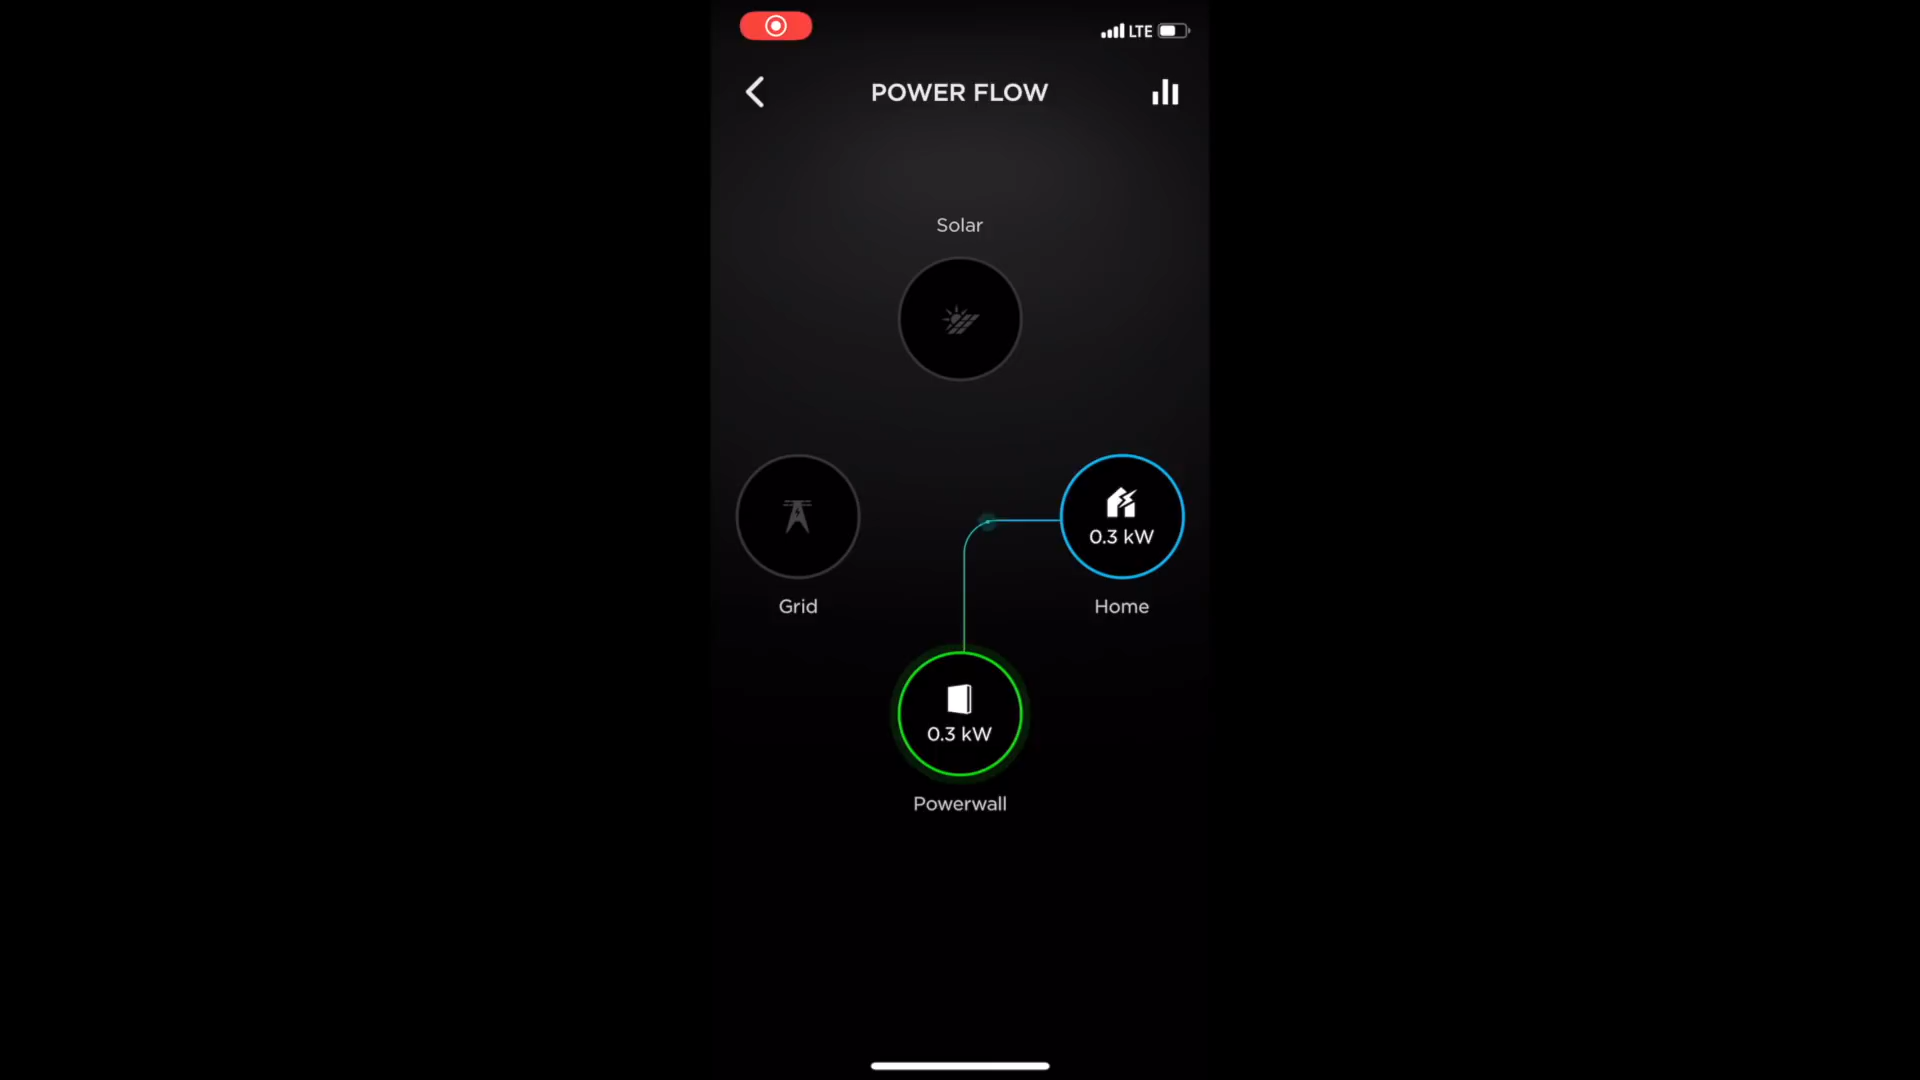 LTE
POWER FLOW
Solar
0.3 kW
Grid
Home
0.3 kW
Powerwall